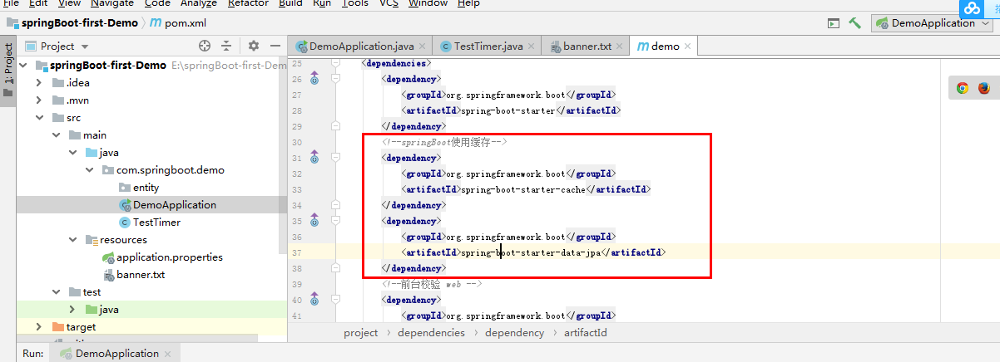 File Edit View Navigate Code Analyze Refactor Build Run Tools VCS Window Help
springBoot-first-Demo pom.xml
DemoApplication
1: Project
Project
springBoot-first-Demo E:\springBoot-first-Dem
.idea
.mvn
src
main
java
com.springboot.demo
entity
DemoApplication
TestTimer
resources
application.properties
banner.txt
test
java
target
DemoApplication.java TestTimer.java banner.txt demo
25 <dependencies>
26 <dependency>
27 <groupId>org.springframework.boot</groupId>
28 <artifactId>spring-boot-starter</artifactId>
29 </dependency>
30 <!--springBoot使用缓存-->
31 <dependency>
32 <groupId>org.springframework.boot</groupId>
33 <artifactId>spring-boot-starter-cache</artifactId>
34 </dependency>
35 <dependency>
36 <groupId>org.springframework.boot</groupId>
37 <artifactId>spring-boot-starter-data-jpa</artifactId>
38 </dependency>
39 <!--前台校验 web -->
40 <dependency>
41 <groupId>org.springframework.boot</groupId>
project dependencies dependency artifactId
Run: DemoApplication